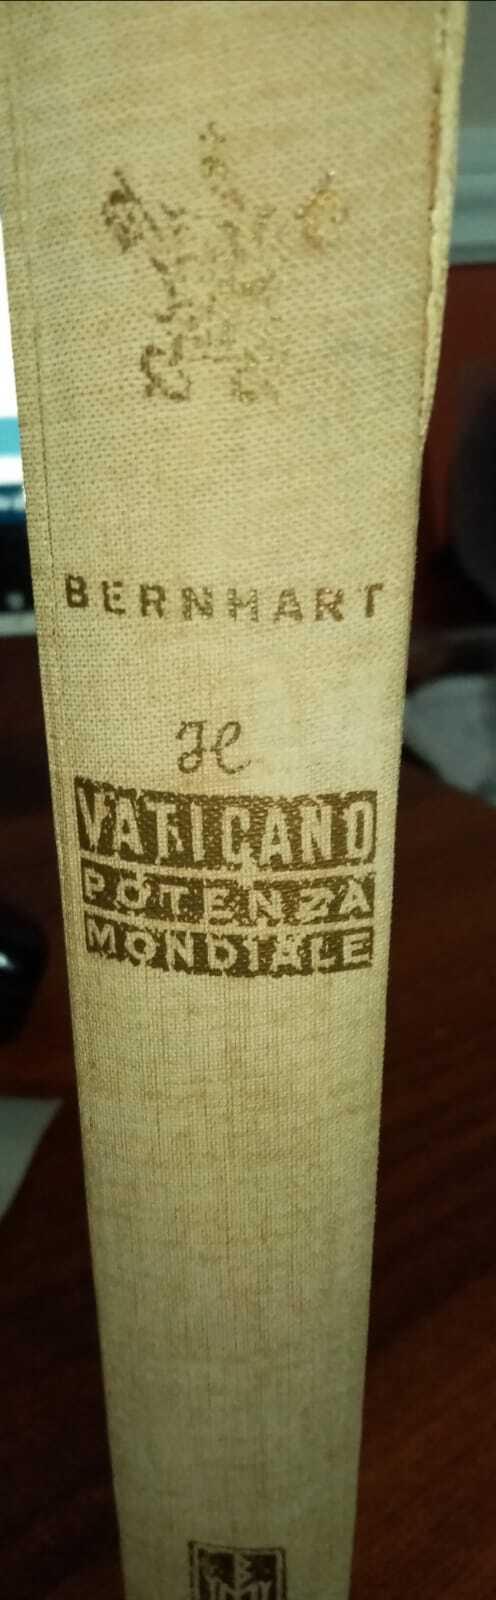 BERNHART
Il
VATICANO
POTENZA
MONDIALE